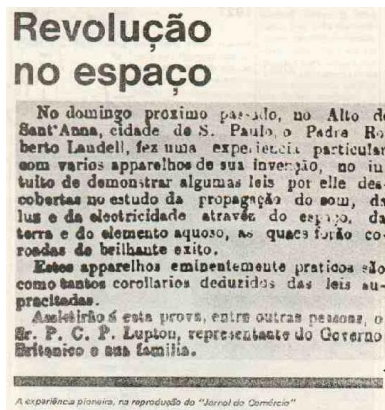 Revolução
no espaço
No domingo proximo passado, no Alto de
Sant'Anna, cidade de S. Paulo, o Padre Ro-
berto Landell, fez uma experiencia particular
com varios apparelhos de sua invenção, no in-
tuito de demonstrar algumas leis por elle des-
cobertas no estudo da propagação do som, da
luz e da electricidade atravéz do espaço, da
terra e do elemento aquoso, as quaes forão co-
roadas de brilhante exito.
Estes apparelhos eminentemente praticos são
como tantos corollarios deduzidos das leis su-
pracitadas.
Assistirão á esta prova, entre outras pessoas, o
Sr. P. C. P. Lupton, representante do Governo
Britanico e sua familia.
A experiência pioneira, na reprodução do "Jornal do Comércio"